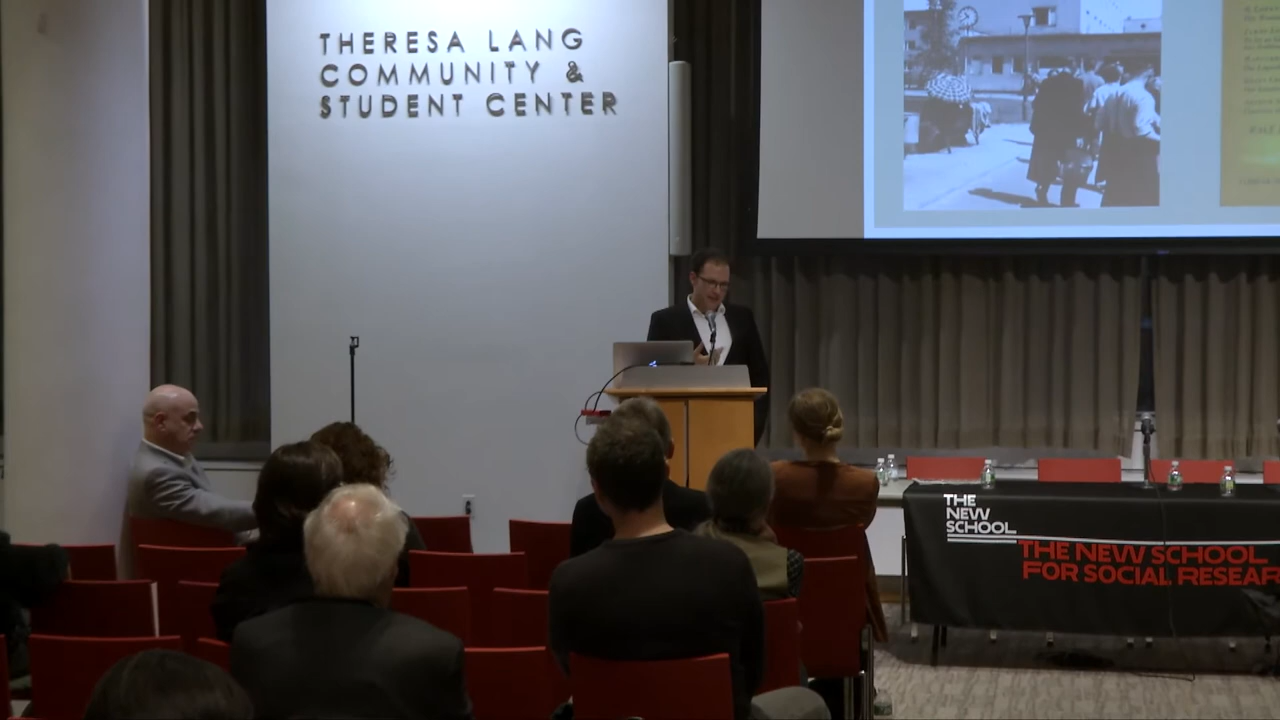 THERESA LANG
COMMUNITY &
STUDENT CENTER
THE
NEW
SCHOOL
THE NEW SCHOOL
FOR SOCIAL RESEAR